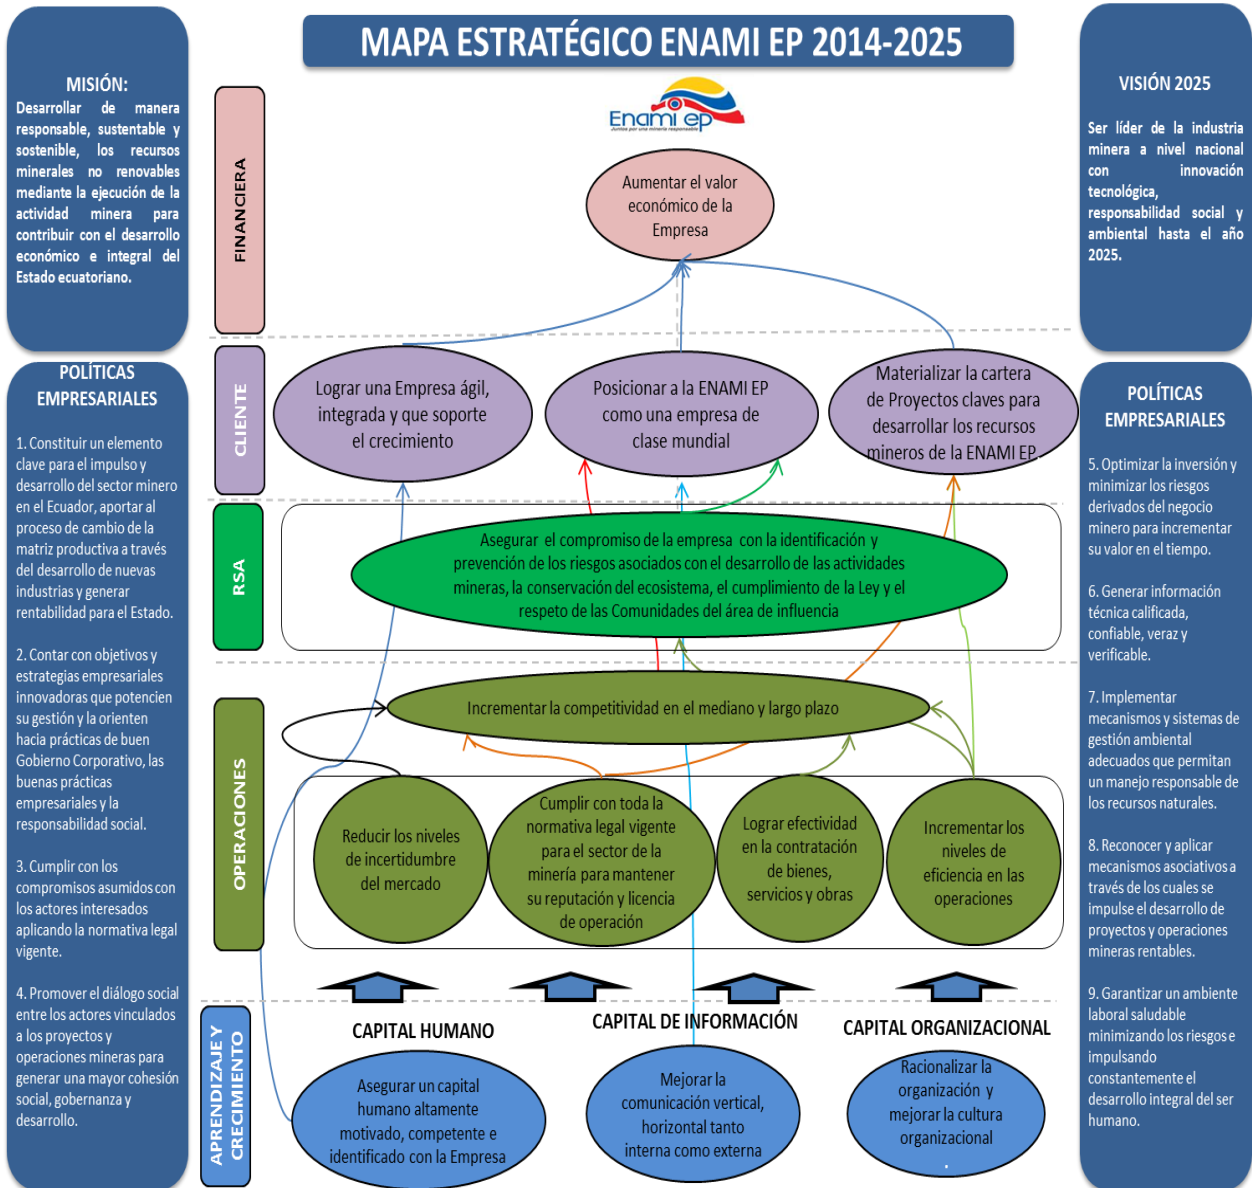 MAPA ESTRATÉGICO ENAMI EP 2014-2025
MISIÓN:
Desarrollar de manera
responsable, sustentable y
sostenible, los recursos
minerales no renovables
mediante la ejecución de la
actividad minera para
contribuir con el desarrollo
económico e integral del
Estado ecuatoriano.
POLÍTICAS
EMPRESARIALES
1. Constituir un elemento
clave para el impulso y
desarrollo del sector minero
en el Ecuador, aportar al
proceso de cambio de la
matriz productiva a través
del desarrollo de nuevas
industrias y generar
rentabilidad para el Estado.
2. Contar con objetivos y
estrategias empresariales
innovadoras que potencien
su gestión y la orienten
hacia prácticas de buen
Gobierno Corporativo, las
buenas prácticas
empresariales y la
responsabilidad social.
3. Cumplir con los
compromisos asumidos con
los actores interesados
aplicando la normativa legal
vigente.
4. Promover el diálogo social
entre los actores vinculados
a los proyectos y
operaciones mineras para
generar una mayor cohesión
social, gobernanza y
desarrollo.
Enami ep
Juntos por una minería responsable
FINANCIERA
Aumentar el valor
económico de la
Empresa
CLIENTE
Lograr una Empresa ágil,
integrada y que soporte
el crecimiento
Posicionar a la ENAMI EP
como una empresa de
clase mundial
Materializar la cartera
de Proyectos claves para
desarrollar los recursos
mineros de la ENAMI EP.
RSA
Asegurar el compromiso de la empresa con la identificación y
prevención de los riesgos asociados con el desarrollo de las actividades
mineras, la conservación del ecosistema, el cumplimiento de la Ley y el
respeto de las Comunidades del área de influencia
OPERACIONES
Incrementar la competitividad en el mediano y largo plazo
Reducir los niveles
de incertidumbre
del mercado
Cumplir con toda la
normativa legal vigente
para el sector de la
minería para mantener
su reputación y licencia
de operación
Lograr efectividad
en la contratación
de bienes,
servicios y obras
Incrementar los
niveles de
eficiencia en las
operaciones
APRENDIZAJE Y
CRECIMIENTO
CAPITAL HUMANO
Asegurar un capital
humano altamente
motivado, competente e
identificado con la Empresa
CAPITAL DE INFORMACIÓN
Mejorar la
comunicación vertical,
horizontal tanto
interna como externa
CAPITAL ORGANIZACIONAL
Racionalizar la
organización y
mejorar la cultura
organizacional
.
VISIÓN 2025
Ser líder de la industria
minera a nivel nacional
con innovación
tecnológica,
responsabilidad social y
ambiental hasta el año
2025.
POLÍTICAS
EMPRESARIALES
5. Optimizar la inversión y
minimizar los riesgos
derivados del negocio
minero para incrementar
su valor en el tiempo.
6. Generar información
técnica calificada,
confiable, veraz y
verificable.
7. Implementar
mecanismos y sistemas de
gestión ambiental
adecuados que permitan
un manejo responsable de
los recursos naturales.
8. Reconocer y aplicar
mecanismos asociativos a
través de los cuales se
impulse el desarrollo de
proyectos y operaciones
mineras rentables.
9. Garantizar un ambiente
laboral saludable
minimizando los riesgos e
impulsando
constantemente el
desarrollo integral del ser
humano.